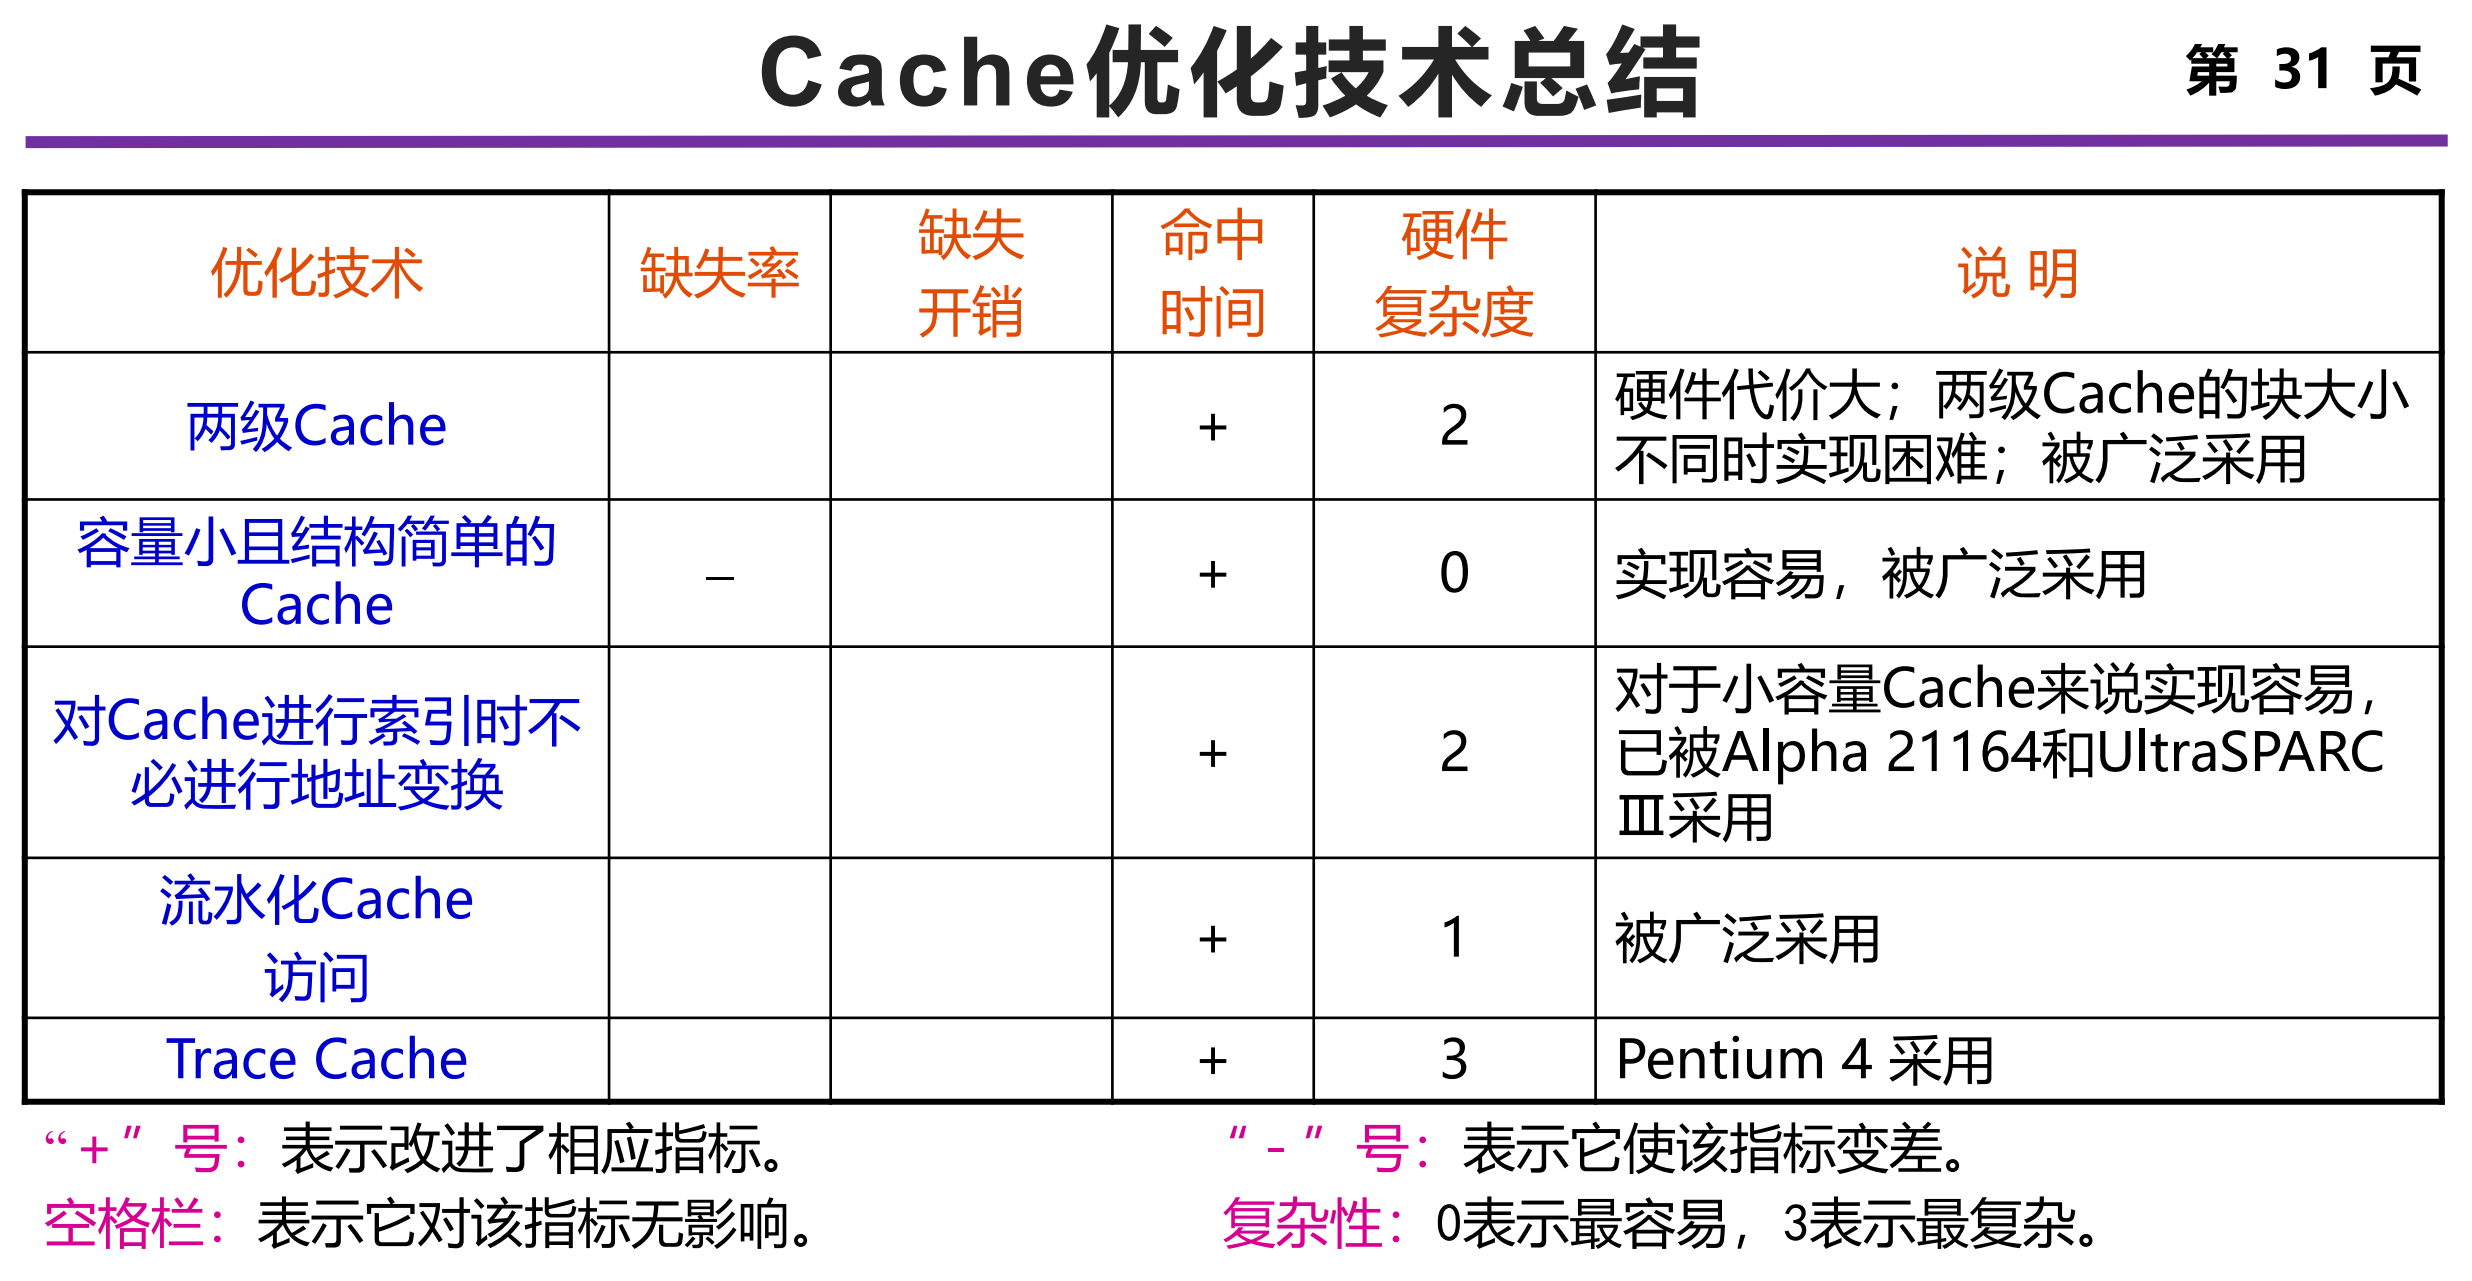 Cache优化技术总结
第 31 页
优化技术
缺失率
缺失
开销
命中
时间
硬件
复杂度
说 明
两级Cache
+
2
硬件代价大；两级Cache的块大小
不同时实现困难；被广泛采用
容量小且结构简单的
Cache
–
+
0
实现容易，被广泛采用
对Cache进行索引时不
必进行地址变换
+
2
对于小容量Cache来说实现容易，
已被Alpha 21164和UltraSPARC
Ⅲ采用
流水化Cache
访问
+
1
被广泛采用
Trace Cache
+
3
Pentium 4 采用
“+”号：表示改进了相应指标。
“-”号：表示它使该指标变差。
空格栏：表示它对该指标无影响。
复杂性：0表示最容易，3表示最复杂。